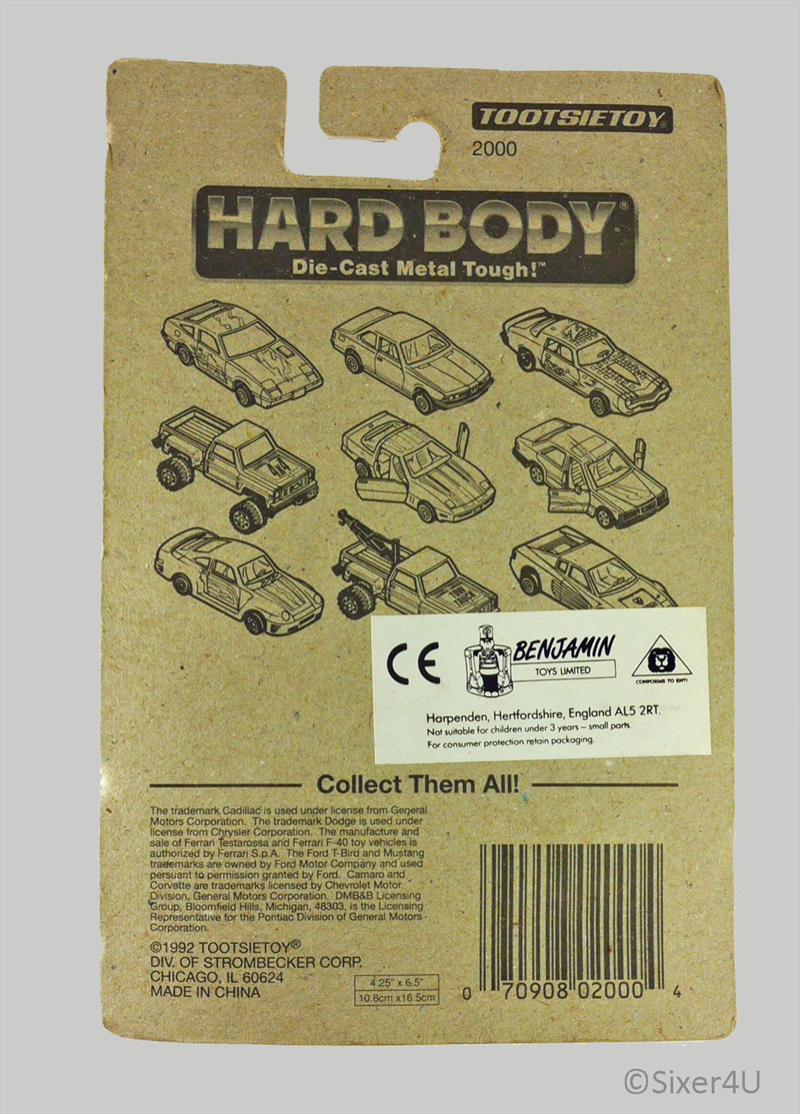 TOOTSIETOY®
2000
HARD BODY®
Die-Cast Metal Tough!™
4x4
TOW
TRUCK
CE
BENJAMIN
TOYS LIMITED
CONFORMS TO EN71
Harpenden, Hertfordshire, England AL5 2RT.
Not suitable for children under 3 years – small parts
For consumer protection retain packaging.
Collect Them All!
The trademark Cadillac is used under license from General
Motors Corporation. The trademark Dodge is used under
license from Chrysler Corporation. The manufacture and
sale of Ferrari Testarossa and Ferrari F-40 toy vehicles is
authorized by Ferrari S.p.A. The Ford T-Bird and Mustang
trademarks are owned by Ford Motor Company and used
persuant to permission granted by Ford. Camaro and
Corvette are trademarks licensed by Chevrolet Motor
Division, General Motors Corporation. DMB&B Licensing
Group, Bloomfield Hills, Michigan, 48303, is the Licensing
Representative for the Pontiac Division of General Motors
Corporation.
©1992 TOOTSIETOY®
DIV. OF STROMBECKER CORP.
CHICAGO, IL 60624
MADE IN CHINA
4.25" x 6.5"
10.8cm x16.5cm
0 70908 02000 4
©Sixer4U